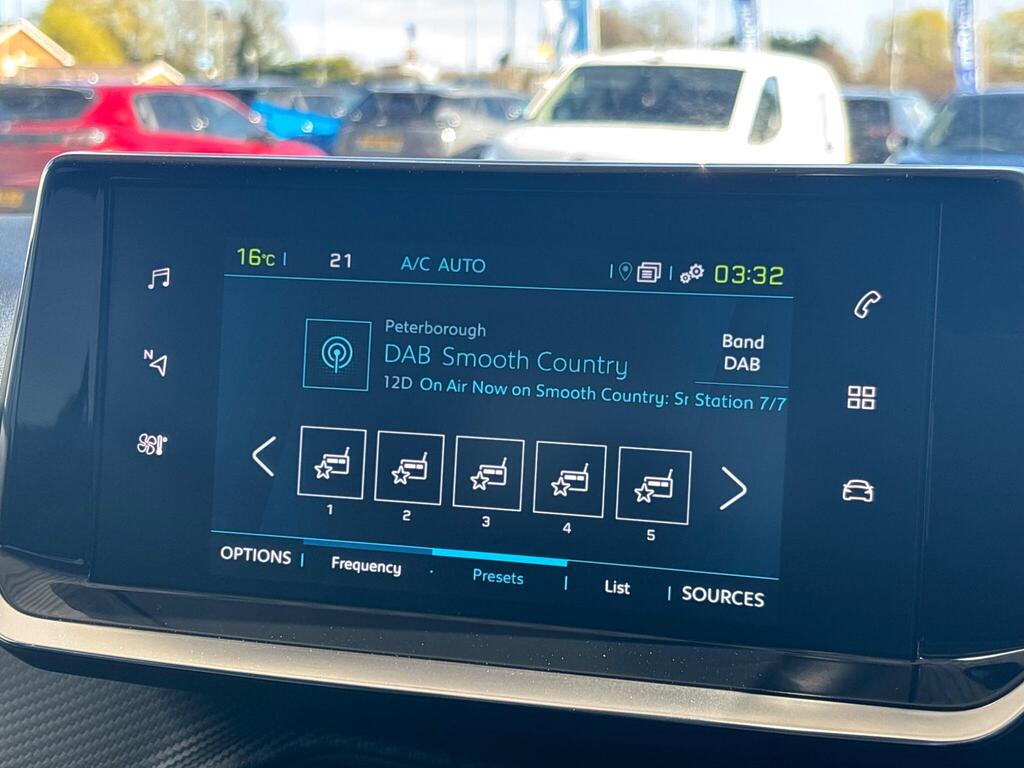 16°C 21 A/C AUTO 03:32
Peterborough
DAB Smooth Country
12D On Air Now on Smooth Country: Sr Station 7/7
Band
DAB
N
1 2 3 4 5
OPTIONS Frequency Presets List SOURCES